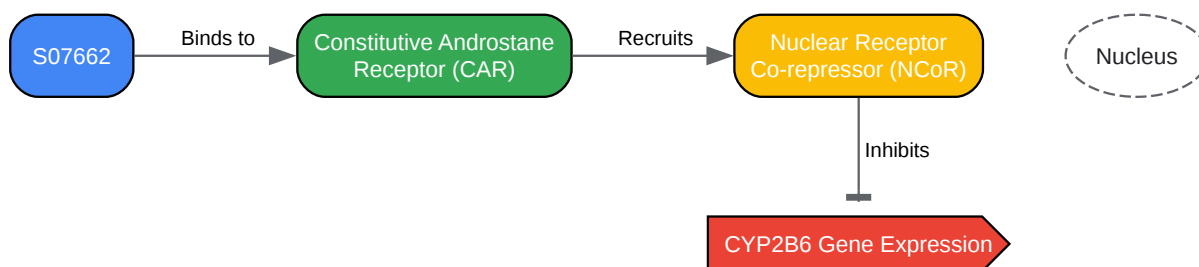 S07662
Binds to
Constitutive Androstane
Receptor (CAR)
Recruits
Nuclear Receptor
Co-repressor (NCoR)
Nucleus
Inhibits
CYP2B6 Gene Expression